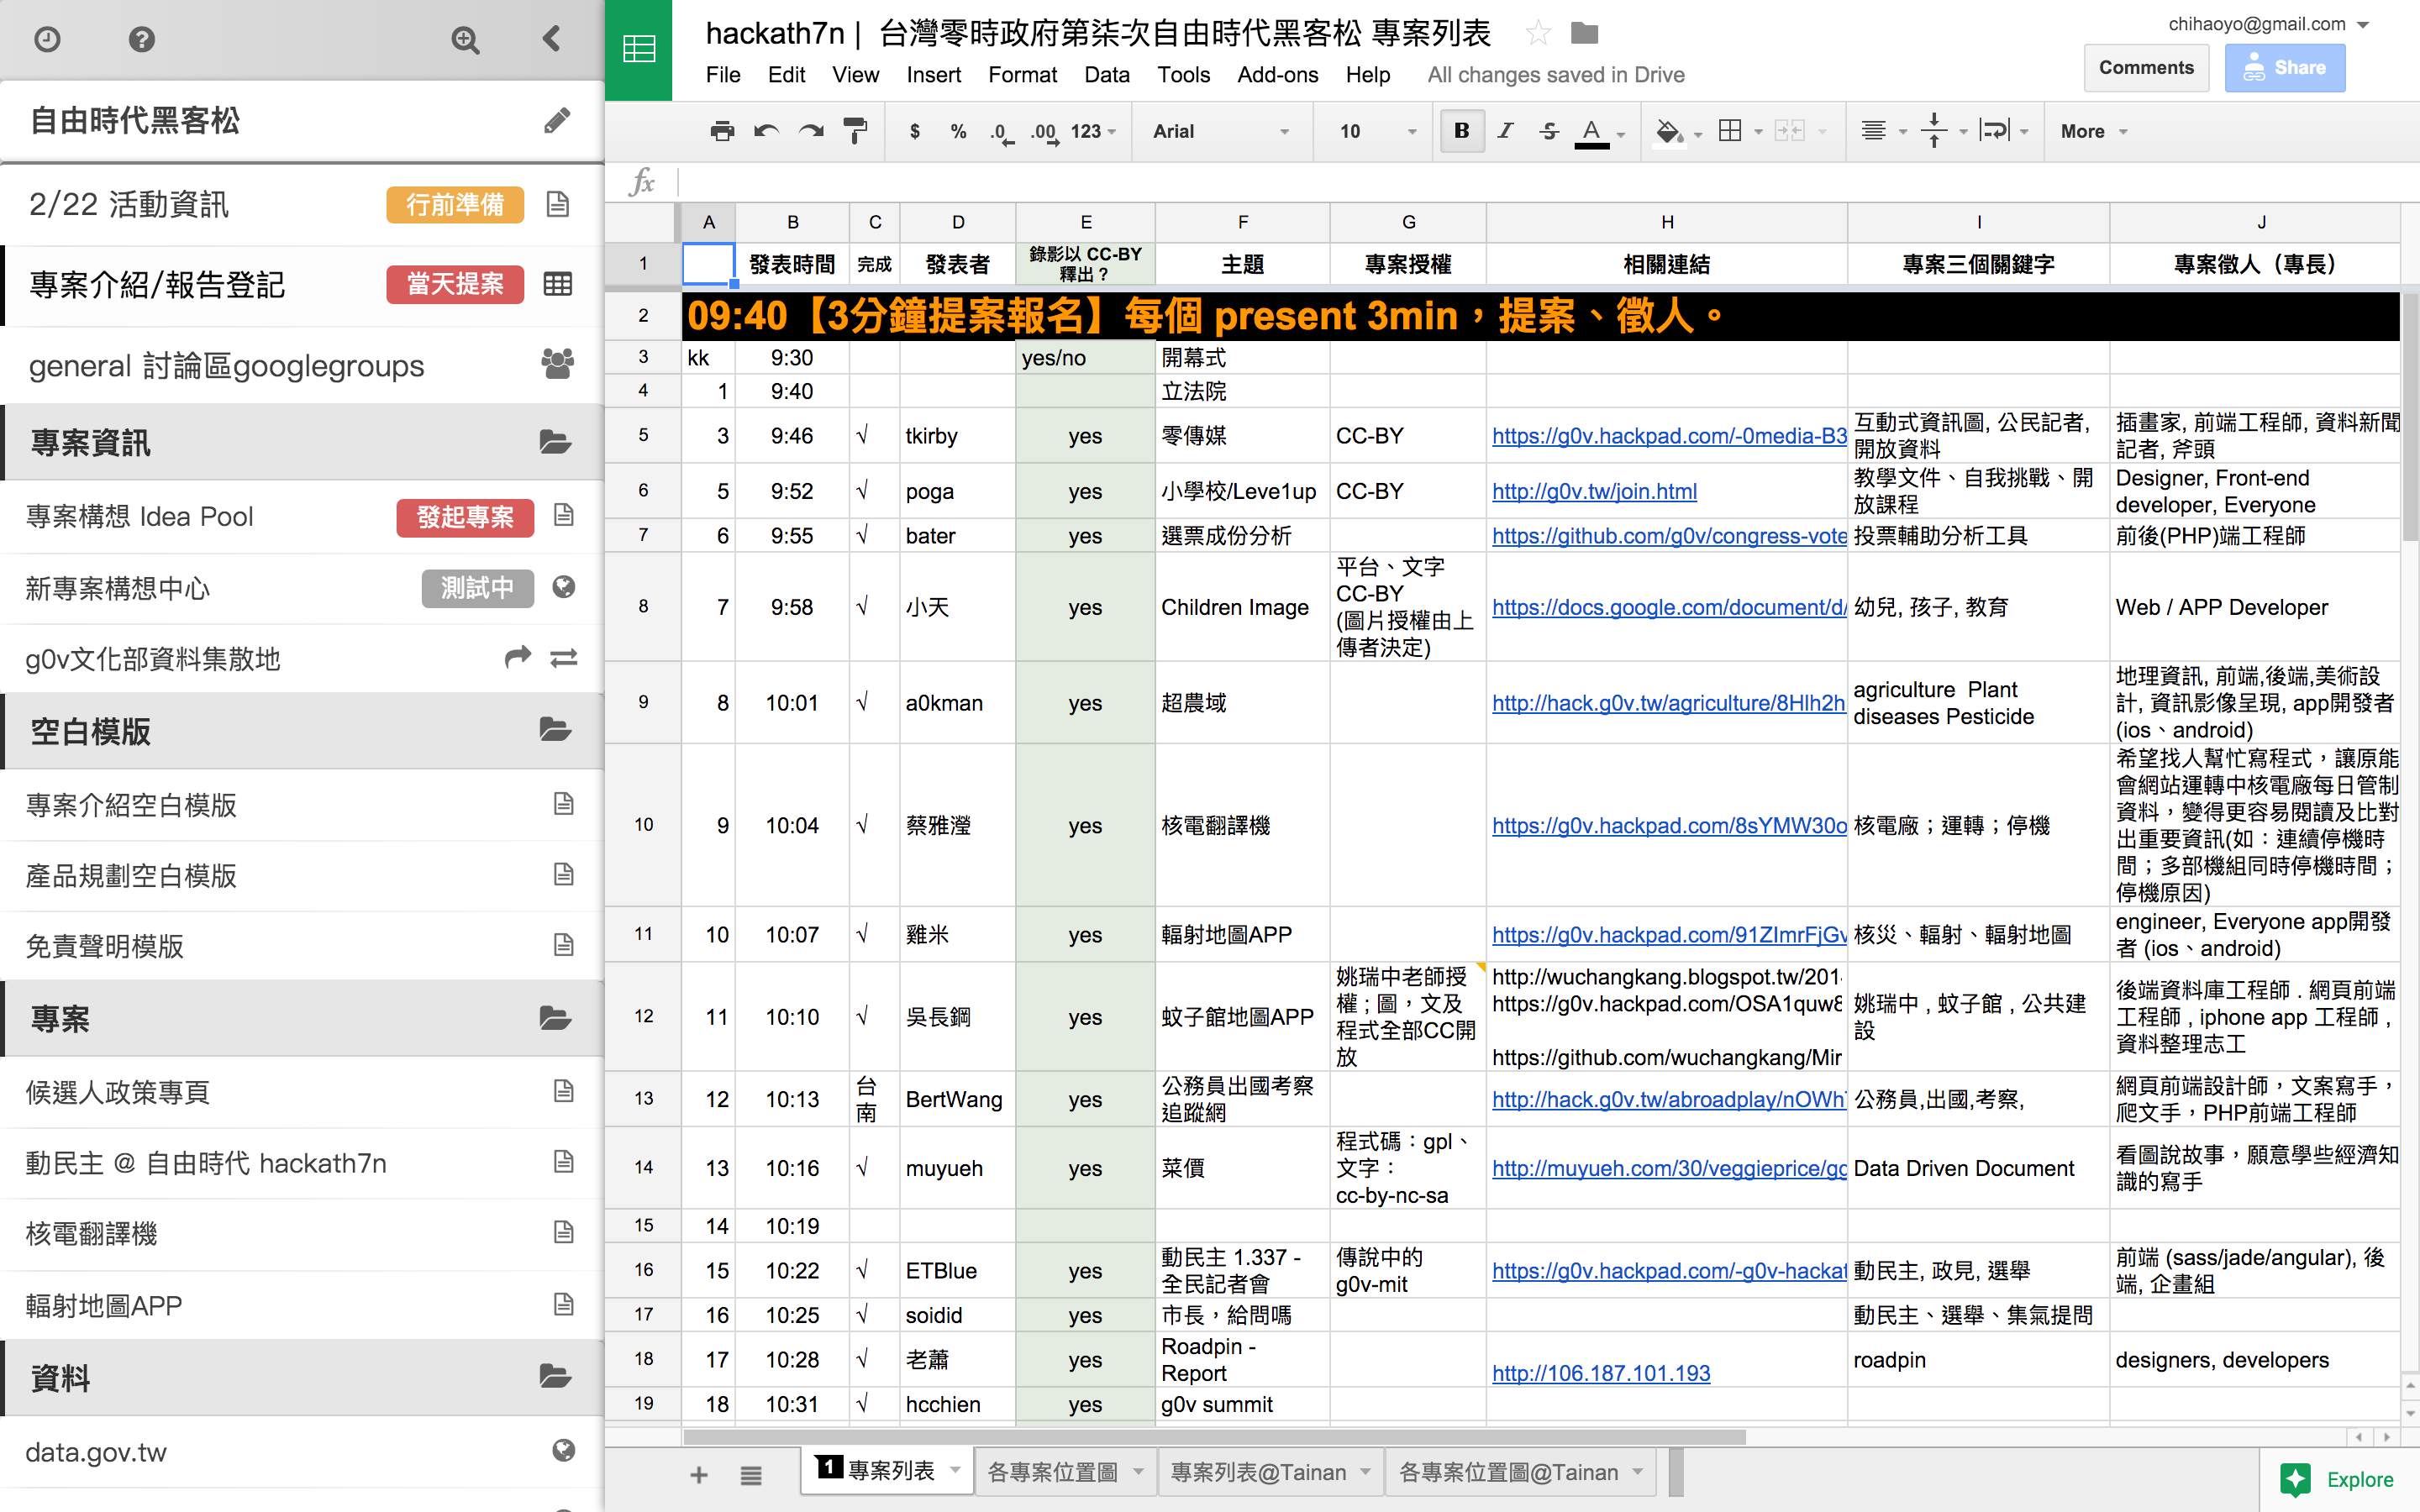 自由時代黑客松
2/22 活動資訊 行前準備
專案介紹/報告登記 當天提案
general 討論區googlegroups
專案資訊
專案構想 Idea Pool 發起專案
新專案構想中心 測試中
g0v文化部資料集散地
空白模版
專案介紹空白模版
產品規劃空白模版
免責聲明模版
專案
候選人政策專頁
動民主 @ 自由時代 hackath7n
核電翻譯機
輻射地圖APP
資料
data.gov.tw
hackath7n | 台灣零時政府第柒次自由時代黑客松 專案列表
chihaoyo@gmail.com
File Edit View Insert Format Data Tools Add-ons Help All changes saved in Drive
Comments Share
$ % .0 .00 123 Arial 10 B I S A More
fx
A B C D E F G H I J
1 發表時間 完成 發表者 錄影以 CC-BY 釋出？ 主題 專案授權 相關連結 專案三個關鍵字 專案徵人（專長）
2 09:40【3分鐘提案報名】每個 present 3min，提案、徵人。
3 kk 9:30 yes/no 開幕式
4 1 9:40 立法院
5 3 9:46 √ tkirby yes 零傳媒 CC-BY https://g0v.hackpad.com/-0media-B3 互動式資訊圖, 公民記者, 開放資料 插畫家, 前端工程師, 資料新聞記者, 斧頭
6 5 9:52 √ poga yes 小學校/Leve1up CC-BY http://g0v.tw/join.html 教學文件、自我挑戰、開放課程 Designer, Front-end developer, Everyone
7 6 9:55 √ bater yes 選票成份分析 https://github.com/g0v/congress-vote 投票輔助分析工具 前後(PHP)端工程師
8 7 9:58 √ 小天 yes Children Image 平台、文字 CC-BY (圖片授權由上傳者決定) https://docs.google.com/document/d/ 幼兒, 孩子, 教育 Web / APP Developer
9 8 10:01 √ a0kman yes 超農域 http://hack.g0v.tw/agriculture/8Hlh2h agriculture Plant diseases Pesticide 地理資訊, 前端,後端,美術設計, 資訊影像呈現, app開發者 (ios、android)
10 9 10:04 √ 蔡雅瀅 yes 核電翻譯機 https://g0v.hackpad.com/8sYMW30o 核電廠；運轉；停機 希望找人幫忙寫程式，讓原能會網站運轉中核電廠每日管制資料，變得更容易閱讀及比對出重要資訊(如：連續停機時間；多部機組同時停機時間；停機原因)
11 10 10:07 √ 雞米 yes 輻射地圖APP https://g0v.hackpad.com/91ZImrFjGv 核災、輻射、輻射地圖 engineer, Everyone app開發者 (ios、android)
12 11 10:10 √ 吳長鋼 yes 蚊子館地圖APP 姚瑞中老師授權；圖，文及程式全部CC開放 http://wuchangkang.blogspot.tw/201 https://g0v.hackpad.com/OSA1quw8 https://github.com/wuchangkang/Mir 姚瑞中 , 蚊子館 , 公共建設 後端資料庫工程師 . 網頁前端工程師 , iphone app 工程師 , 資料整理志工
13 12 10:13 台南 BertWang yes 公務員出國考察追蹤網 http://hack.g0v.tw/abroadplay/nOWh 公務員,出國,考察, 網頁前端設計師，文案寫手，爬文手，PHP前端工程師
14 13 10:16 √ muyueh yes 菜價 程式碼：gpl、文字：cc-by-nc-sa http://muyueh.com/30/veggieprice/gg Data Driven Document 看圖說故事，願意學些經濟知識的寫手
15 14 10:19
16 15 10:22 √ ETBlue yes 動民主 1.337 - 全民記者會 傳說中的 g0v-mit https://g0v.hackpad.com/-g0v-hackat 動民主, 政見, 選舉 前端 (sass/jade/angular), 後端, 企畫組
17 16 10:25 √ soidid yes 市長，給問嗎 動民主、選舉、集氣提問
18 17 10:28 √ 老蕭 yes Roadpin - Report http://106.187.101.193 roadpin designers, developers
19 18 10:31 √ hcchien yes g0v summit
1 專案列表 各專案位置圖 專案列表@Tainan 各專案位置圖@Tainan Explore